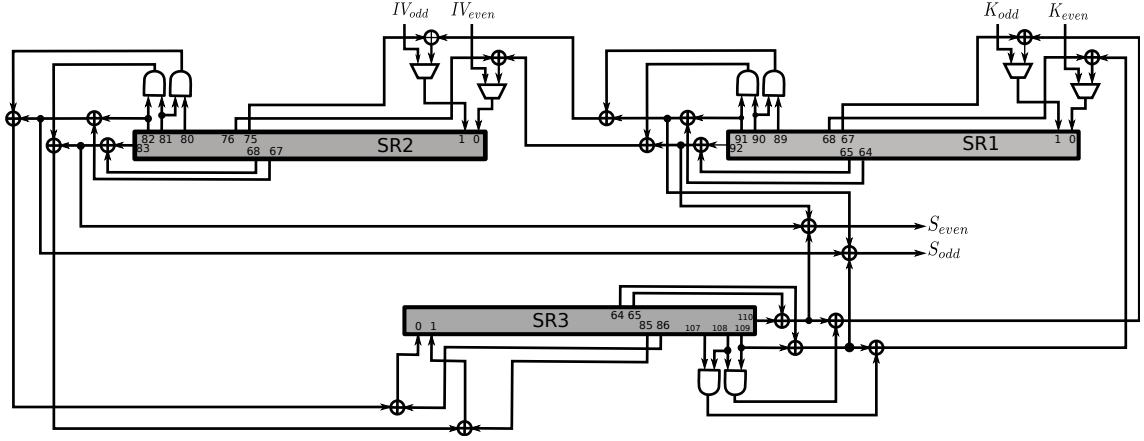 IV_odd IV_even K_odd K_even
82 81 80 76 75 SR2 1 0
83 68 67
91 90 89 68 67 SR1 1 0
92 65 64
S_even
S_odd
64 65 110
0 1 SR3 85 86 107 108 109